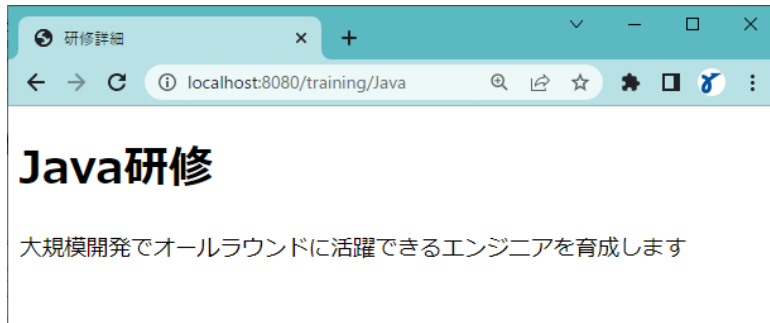 研修詳細
localhost:8080/training/Java
Java研修
大規模開発でオールラウンドに活躍できるエンジニアを育成します